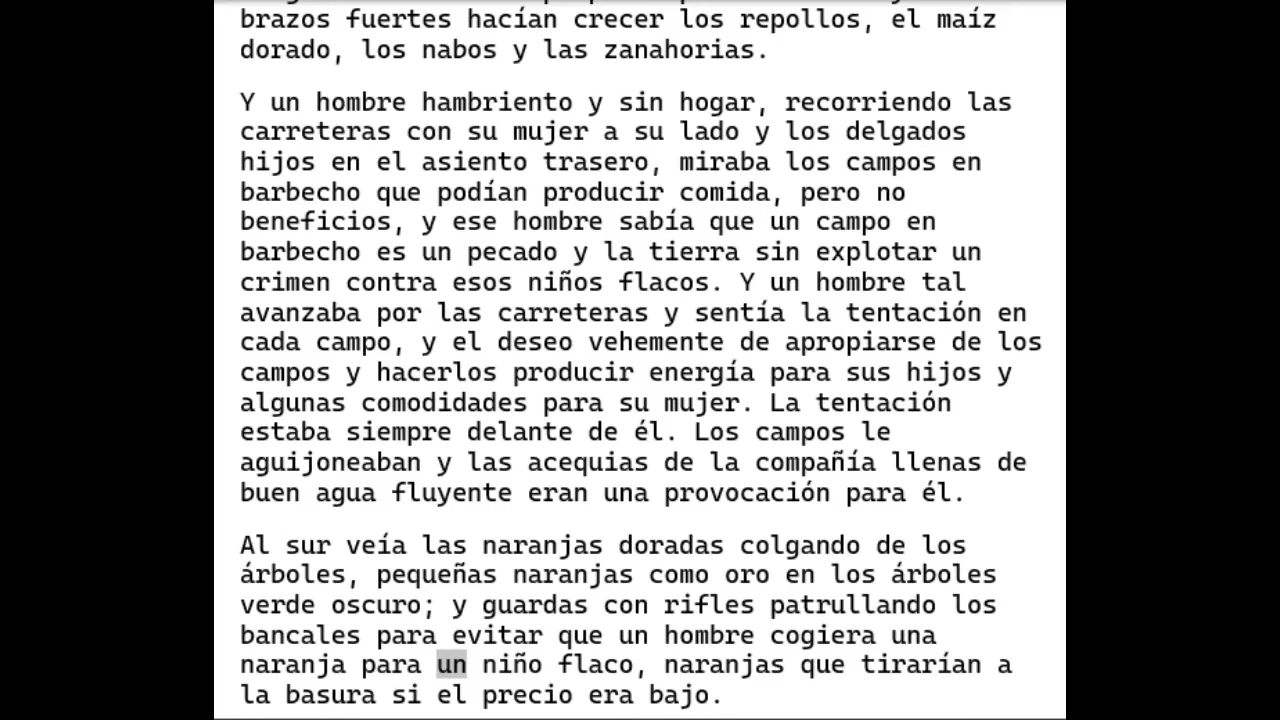 brazos fuertes hacían crecer los repollos, el maíz
dorado, los nabos y las zanahorias.
Y un hombre hambriento y sin hogar, recorriendo las
carreteras con su mujer a su lado y los delgados
hijos en el asiento trasero, miraba los campos en
barbecho que podían producir comida, pero no
beneficios, y ese hombre sabía que un campo en
barbecho es un pecado y la tierra sin explotar un
crimen contra esos niños flacos. Y un hombre tal
avanzaba por las carreteras y sentía la tentación en
cada campo, y el deseo vehemente de apropiarse de los
campos y hacerlos producir energía para sus hijos y
algunas comodidades para su mujer. La tentación
estaba siempre delante de él. Los campos le
aguijoneaban y las acequias de la compañía llenas de
buen agua fluyente eran una provocación para él.
Al sur veía las naranjas doradas colgando de los
árboles, pequeñas naranjas como oro en los árboles
verde oscuro; y guardas con rifles patrullando los
bancales para evitar que un hombre cogiera una
naranja para un niño flaco, naranjas que tirarían a
la basura si el precio era bajo.